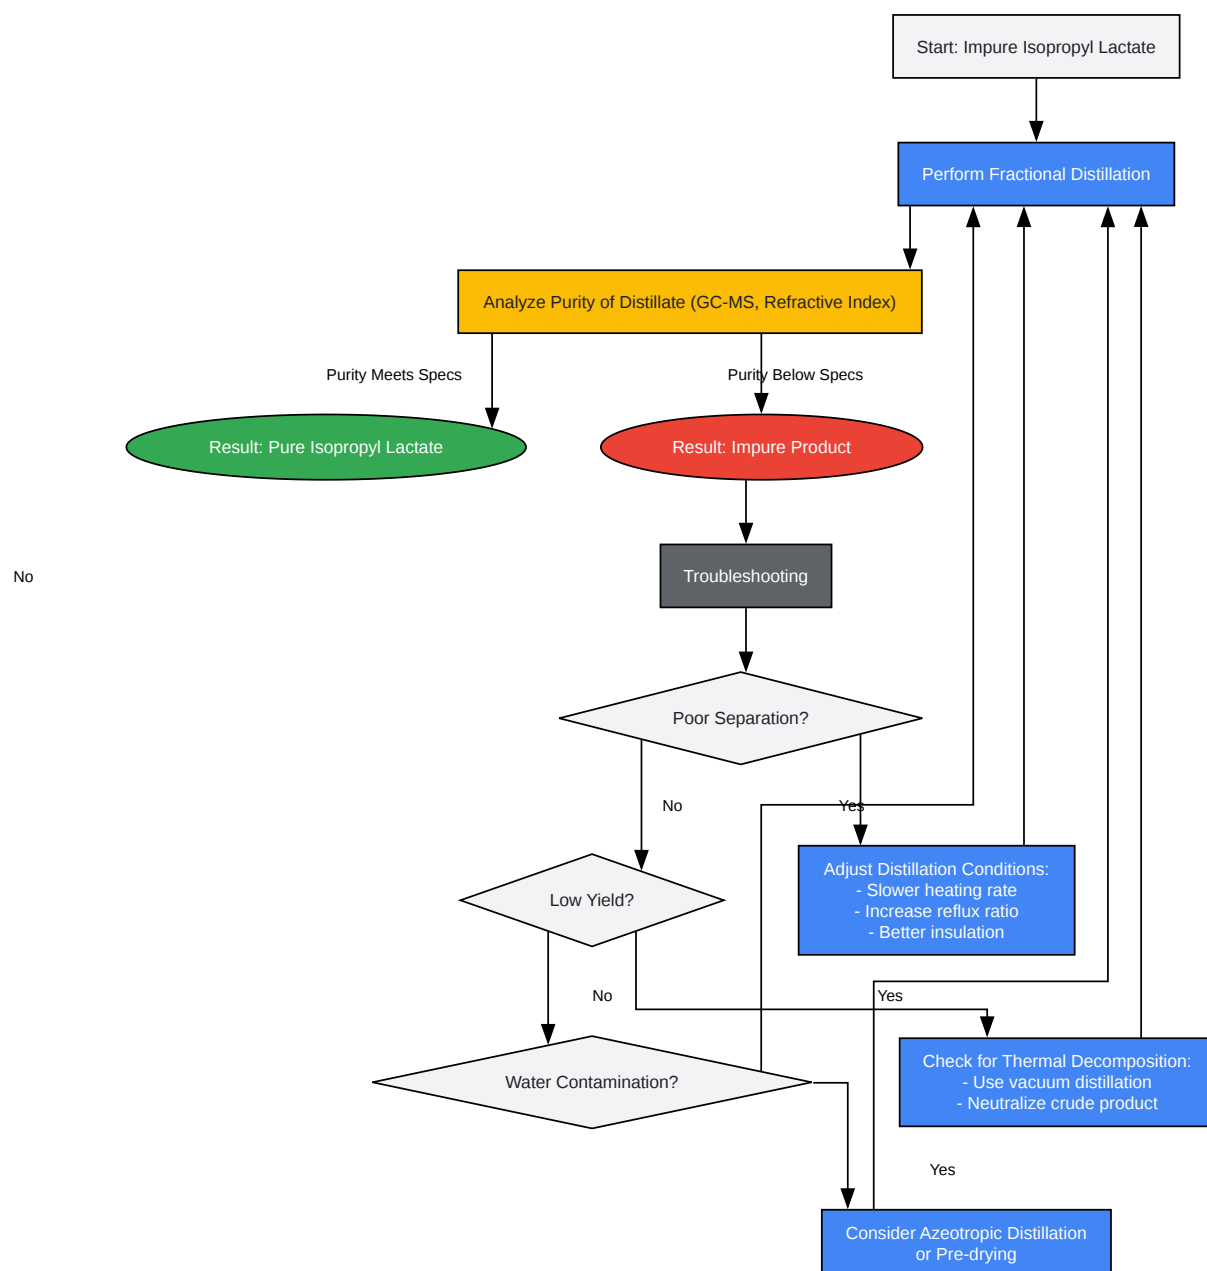 Start: Impure Isopropyl Lactate
Perform Fractional Distillation
Analyze Purity of Distillate (GC-MS, Refractive Index)
Purity Meets Specs
Purity Below Specs
Result: Pure Isopropyl Lactate
Result: Impure Product
No
Troubleshooting
Poor Separation?
No
Yes
Adjust Distillation Conditions:
- Slower heating rate
- Increase reflux ratio
- Better insulation
Low Yield?
No
Yes
Check for Thermal Decomposition:
- Use vacuum distillation
- Neutralize crude product
Water Contamination?
Yes
Consider Azeotropic Distillation
or Pre-drying